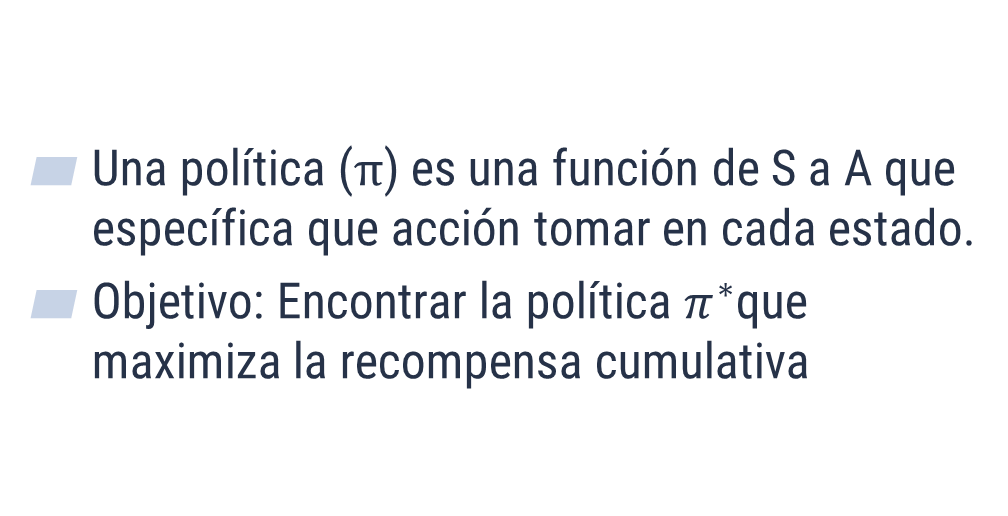 Una política (π) es una función de S a A que
específica que acción tomar en cada estado.
Objetivo: Encontrar la política π* que
maximiza la recompensa cumulativa